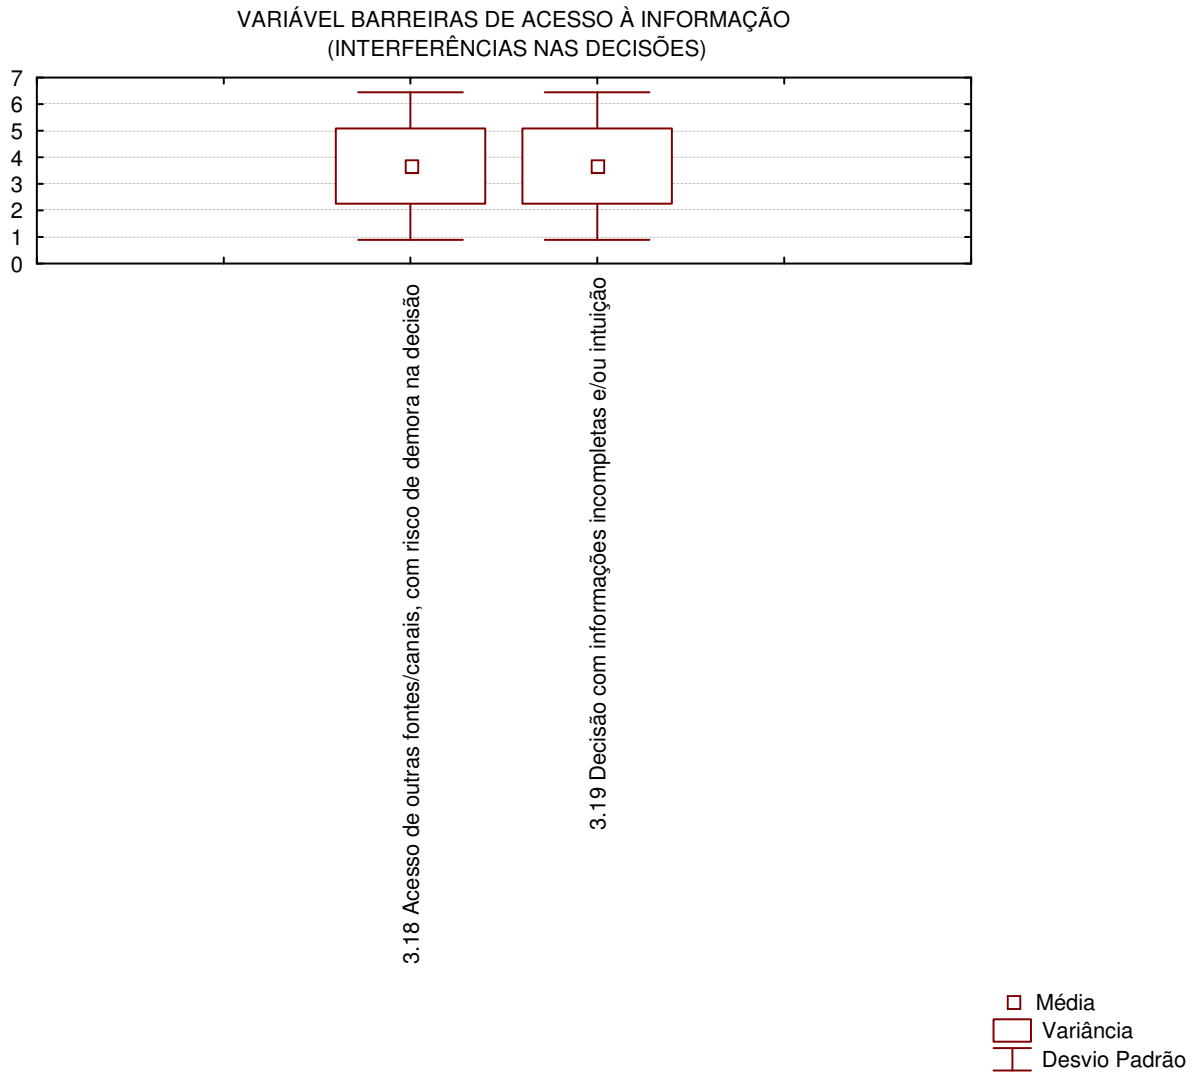 VARIÁVEL BARREIRAS DE ACESSO À INFORMAÇÃO
(INTERFERÊNCIAS NAS DECISÕES)
7
6
5
4
3
2
1
0
3.18 Acesso de outras fontes/canais, com risco de demora na decisão
3.19 Decisão com informações incompletas e/ou intuição
Média
Variância
Desvio Padrão